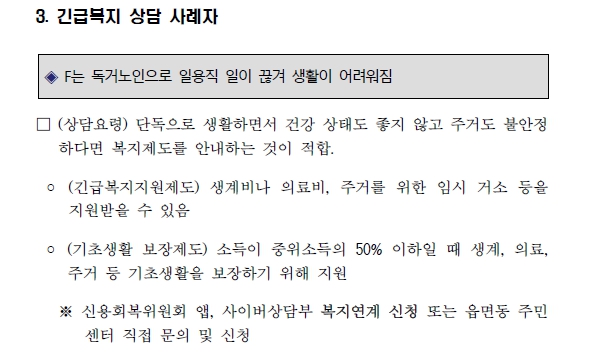 3. 긴급복지 상담 사례자
◈ F는 독거노인으로 일용직 일이 끊겨 생활이 어려워짐
□ (상담요령) 단독으로 생활하면서 건강 상태도 좋지 않고 주거도 불안정
하다면 복지제도를 안내하는 것이 적합.
○ (긴급복지지원제도) 생계비나 의료비, 주거를 위한 임시 거소 등을
지원받을 수 있음
○ (기초생활 보장제도) 소득이 중위소득의 50% 이하일 때 생계, 의료,
주거 등 기초생활을 보장하기 위해 지원
※ 신용회복위원회 앱, 사이버상담부 복지연계 신청 또는 읍면동 주민
센터 직접 문의 및 신청